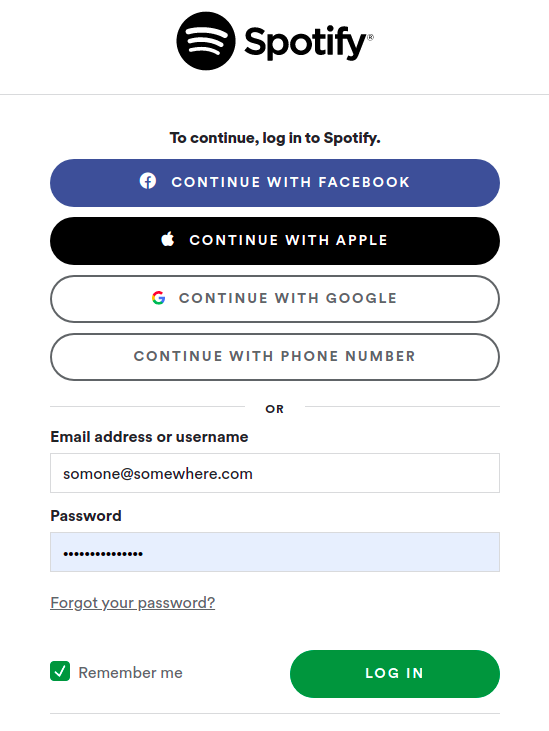 Spotify®
To continue, log in to Spotify.
CONTINUE WITH FACEBOOK
CONTINUE WITH APPLE
CONTINUE WITH GOOGLE
CONTINUE WITH PHONE NUMBER
OR
Email address or username
somone@somewhere.com
Password
•••••••••••••••
Forgot your password?
Remember me
LOG IN